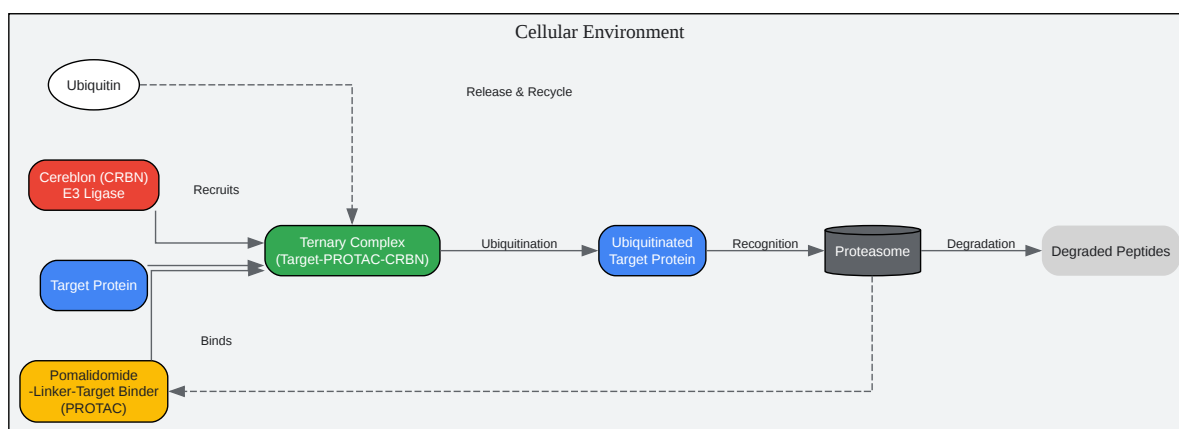 Cellular Environment
Ubiquitin
Release & Recycle
Cereblon (CRBN)
E3 Ligase
Recruits
Ternary Complex
(Target-PROTAC-CRBN)
Ubiquitination
Ubiquitinated
Target Protein
Recognition
Proteasome
Degradation
Degraded Peptides
Target Protein
Binds
Pomalidomide
-Linker-Target Binder
(PROTAC)